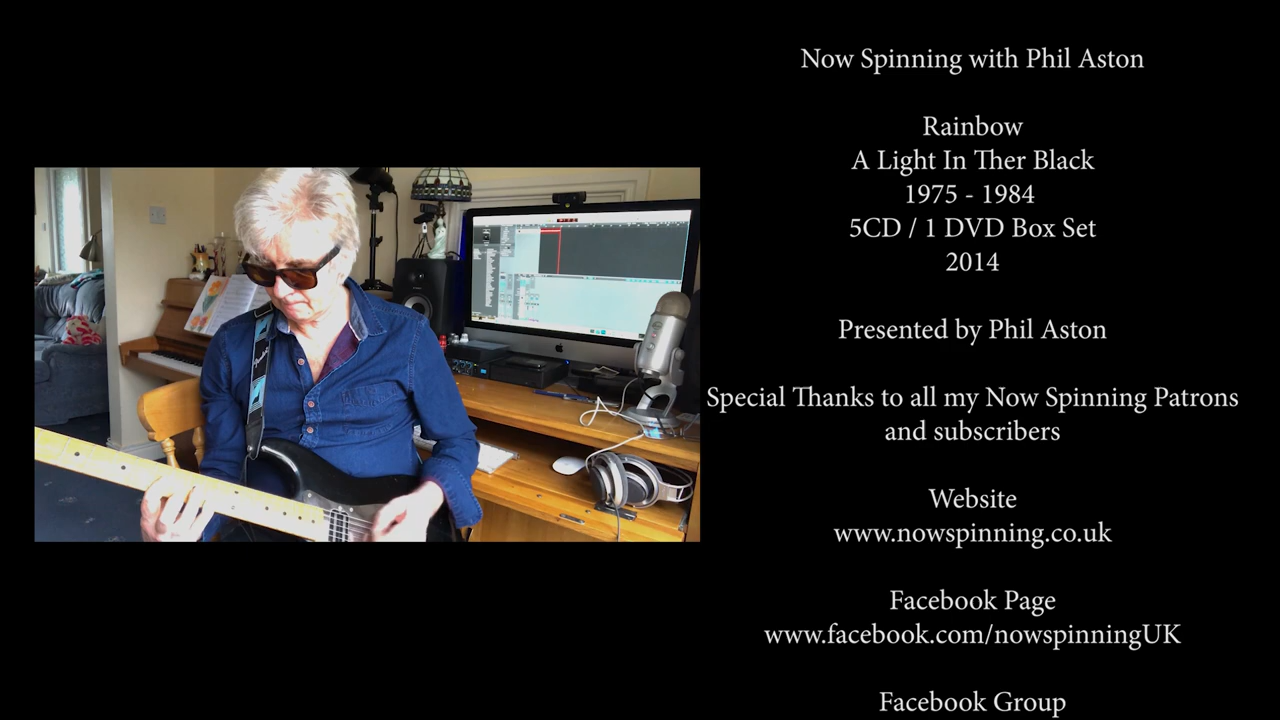 Now Spinning with Phil Aston
Rainbow
A Light In Ther Black
1975 - 1984
5CD / 1 DVD Box Set
2014
Presented by Phil Aston
Special Thanks to all my Now Spinning Patrons
and subscribers
Website
www.nowspinning.co.uk
Facebook Page
www.facebook.com/nowspinningUK
Facebook Group
Fender